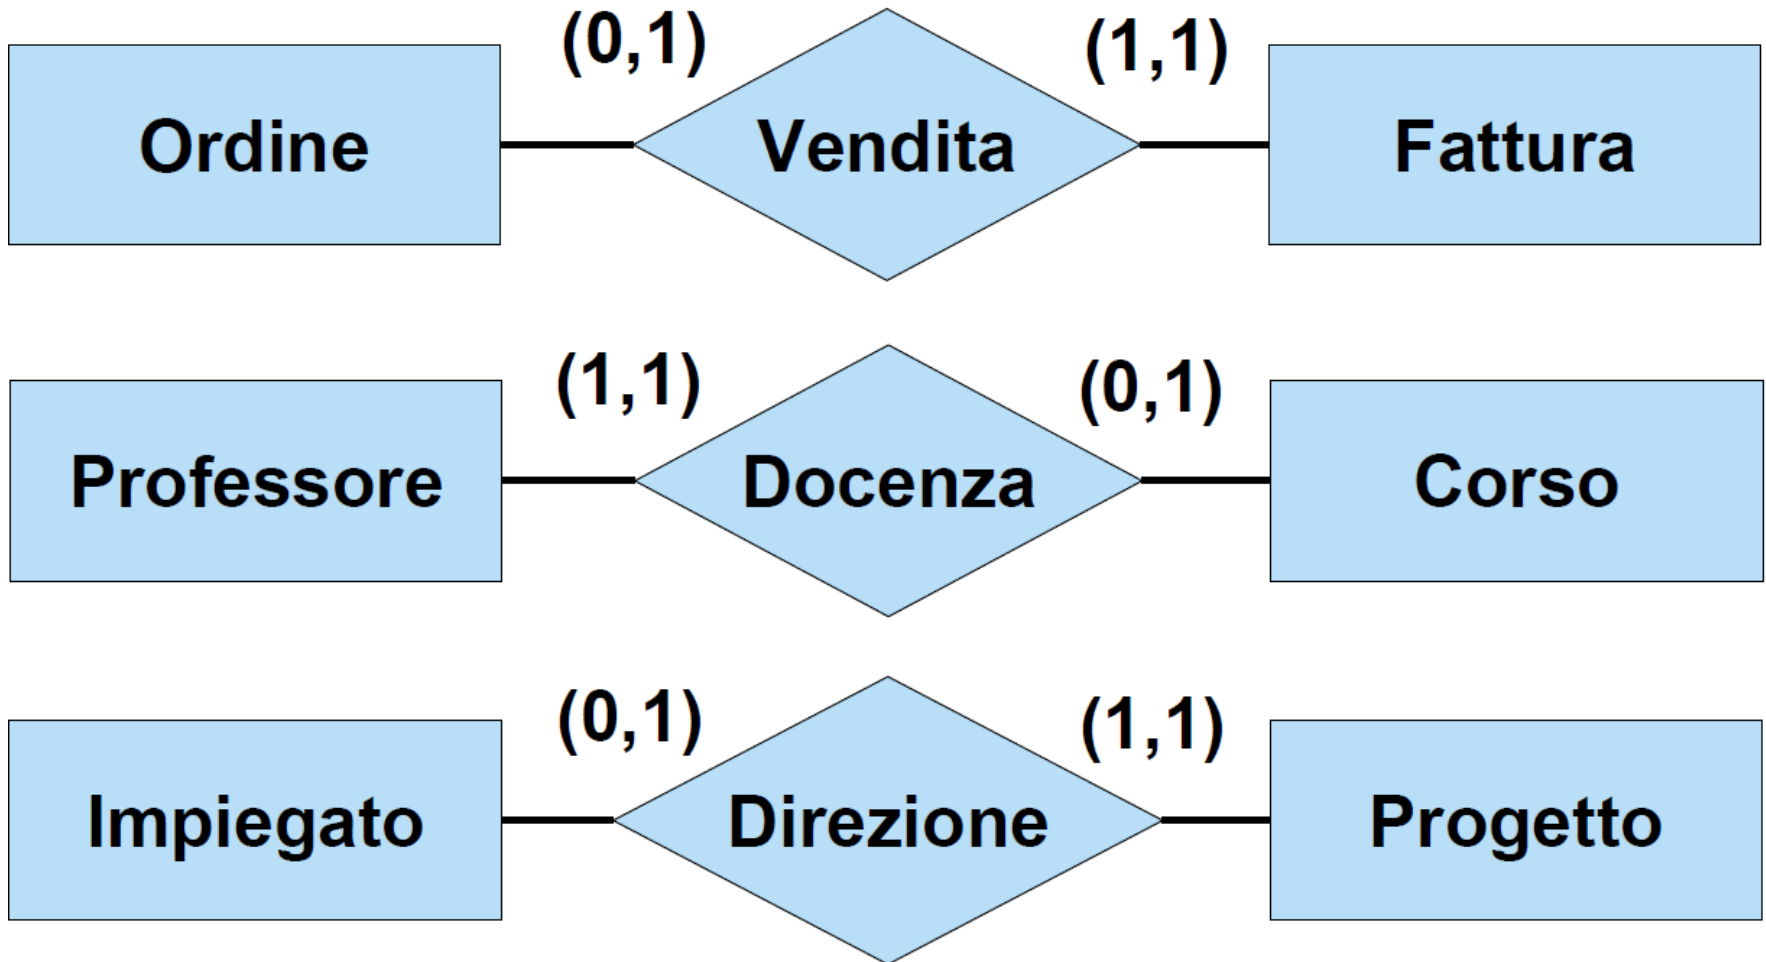 (0,1) (1,1)
Ordine Vendita Fattura
(1,1) (0,1)
Professore Docenza Corso
(0,1) (1,1)
Impiegato Direzione Progetto